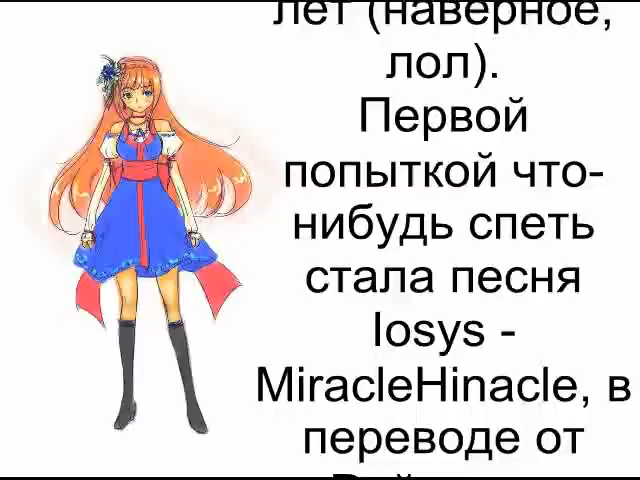 лет (наверное,
лол).
Первой
попыткой что-
нибудь спеть
стала песня
Iosys -
MiracleHinacle, в
переводе от